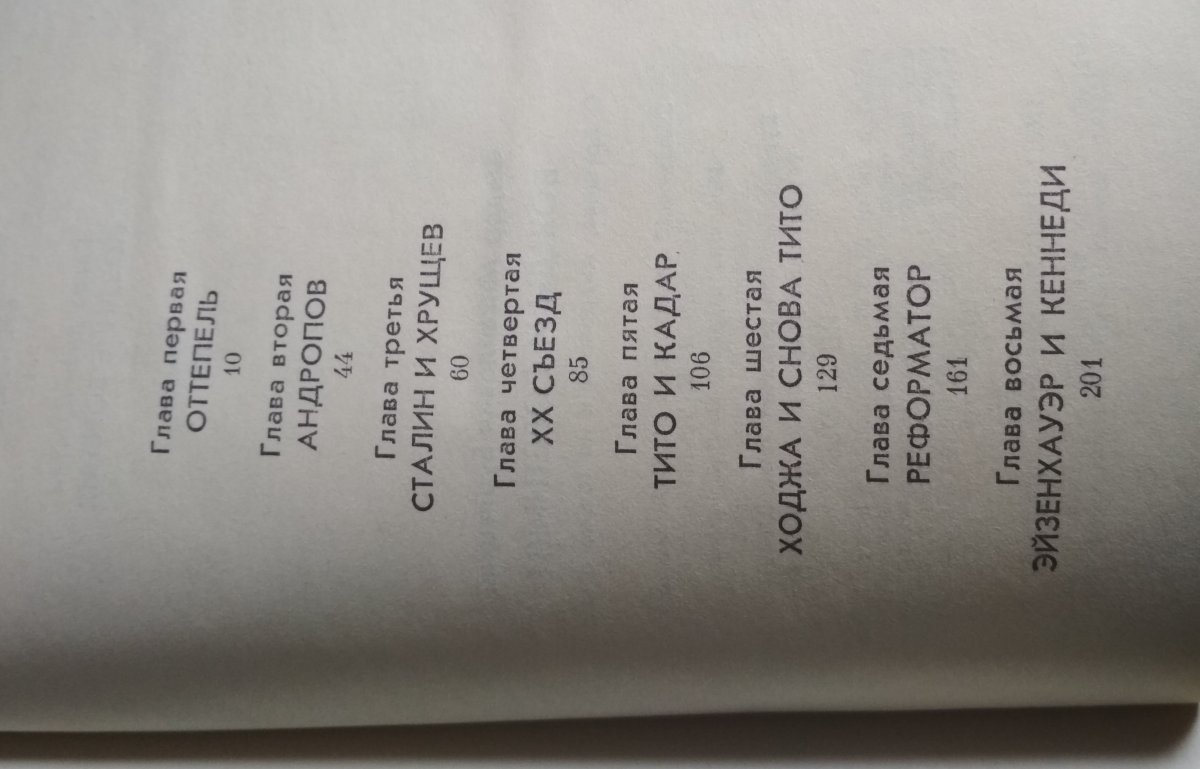 Глава первая
ОТТЕПЕЛЬ
10
Глава вторая
АНДРОПОВ
44
Глава третья
СТАЛИН И ХРУЩЕВ
60
Глава четвертая
XX СЪЕЗД
85
Глава пятая
ТИТО И КАДАР
106
Глава шестая
ХОДЖА И СНОВА ТИТО
129
Глава седьмая
РЕФОРМАТОР
161
Глава восьмая
ЭЙЗЕНХАУЭР И КЕННЕДИ
201